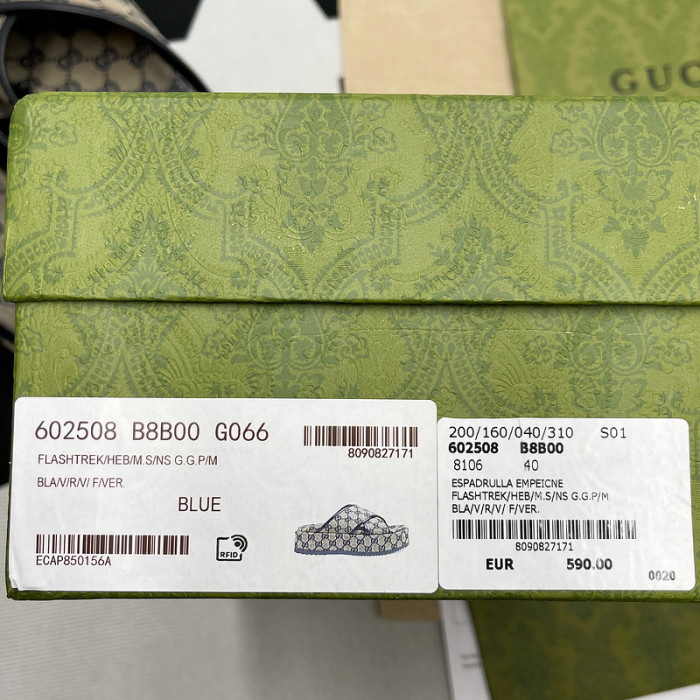 GUC
602508 B8B00 G066
8090827171
FLASHTREK/HEB/M.S/NS G.G.P/M
BLA/V/R/V/ F/VER.
BLUE
ECAP850156A
RFID
200/160/040/310 S01
602508 B8B00
8106 40
ESPADRULLA EMPEICNE
FLASHTREK/HEB/M.S/NS G.G.P/M
BLA/V/R/V/ F/VER.
8090827171
EUR 590.00
0020